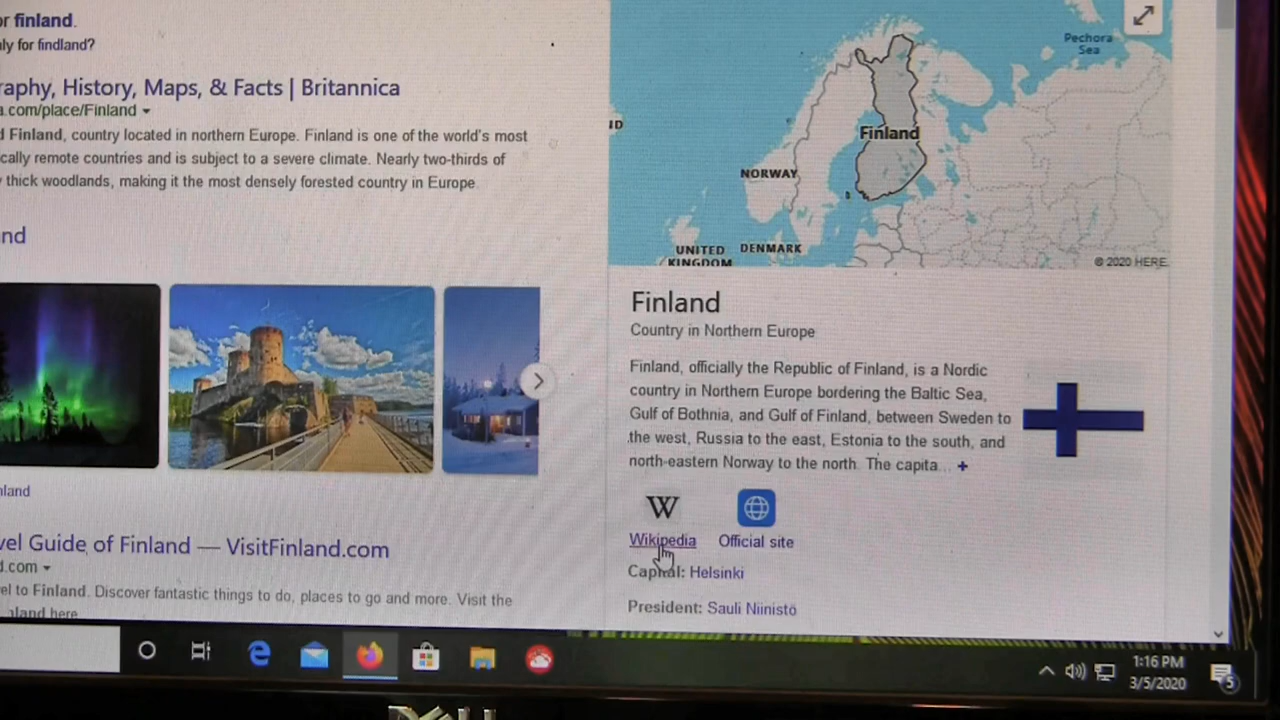 or finland.
ly for findland?
raphy, History, Maps, & Facts | Britannica
a.com/place/Finland
d Finland, country located in northern Europe. Finland is one of the world's most
cally remote countries and is subject to a severe climate. Nearly two-thirds of
y thick woodlands, making it the most densely forested country in Europe.
nd
nland
vel Guide of Finland — VisitFinland.com
d.com
el to Finland. Discover fantastic things to do, places to go and more. Visit the
nland here.
Pechora
Sea
ND
Finland
NORWAY
UNITED
KINGDOM
DENMARK
© 2020 HERE
Finland
Country in Northern Europe
Finland, officially the Republic of Finland, is a Nordic
country in Northern Europe bordering the Baltic Sea,
Gulf of Bothnia, and Gulf of Finland, between Sweden to
the west, Russia to the east, Estonia to the south, and
north-eastern Norway to the north. The capita… +
W
Wikipedia
Official site
Capital: Helsinki
President: Sauli Niinistö
1:16 PM
3/5/2020
5
DELL